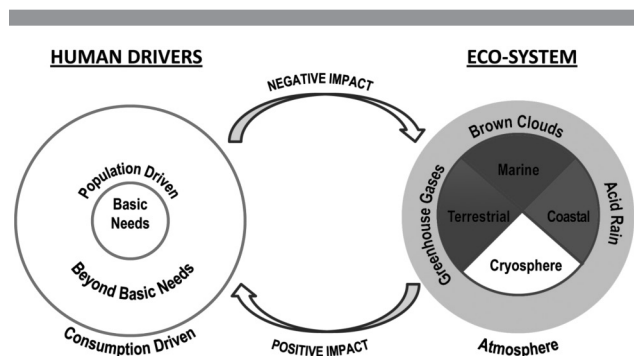 HUMAN DRIVERS
ECO-SYSTEM
NEGATIVE IMPACT
Population Driven
Basic
Needs
Beyond Basic Needs
Consumption Driven
Brown Clouds
Greenhouse Gases
Acid Rain
Marine
Terrestrial
Coastal
Cryosphere
POSITIVE IMPACT
Atmosphere